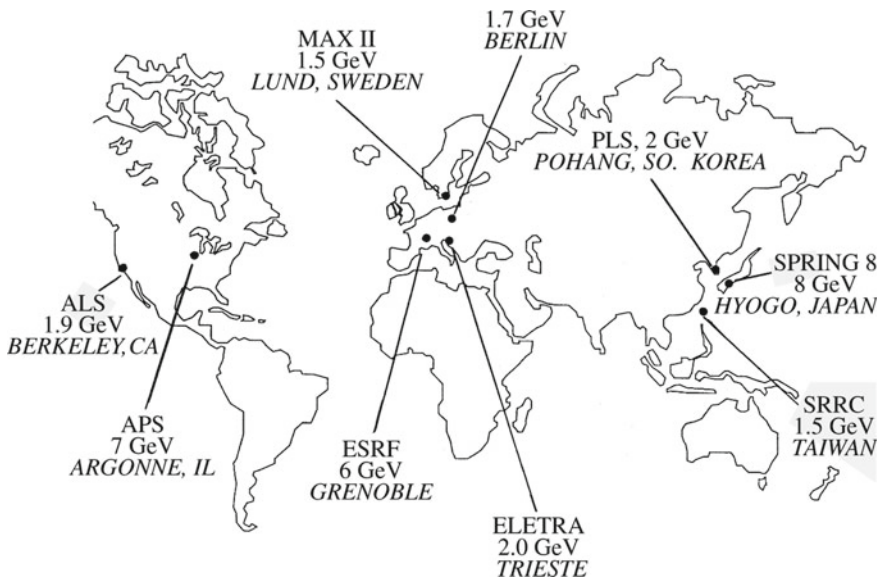 1.7 GeV
BERLIN
MAX II
1.5 GeV
LUND, SWEDEN
PLS, 2 GeV
POHANG, SO. KOREA
SPRING 8
8 GeV
HYOGO, JAPAN
ALS
1.9 GeV
BERKELEY, CA
APS
7 GeV
ARGONNE, IL
ESRF
6 GeV
GRENOBLE
SRRC
1.5 GeV
TAIWAN
ELETRA
2.0 GeV
TRIESTE